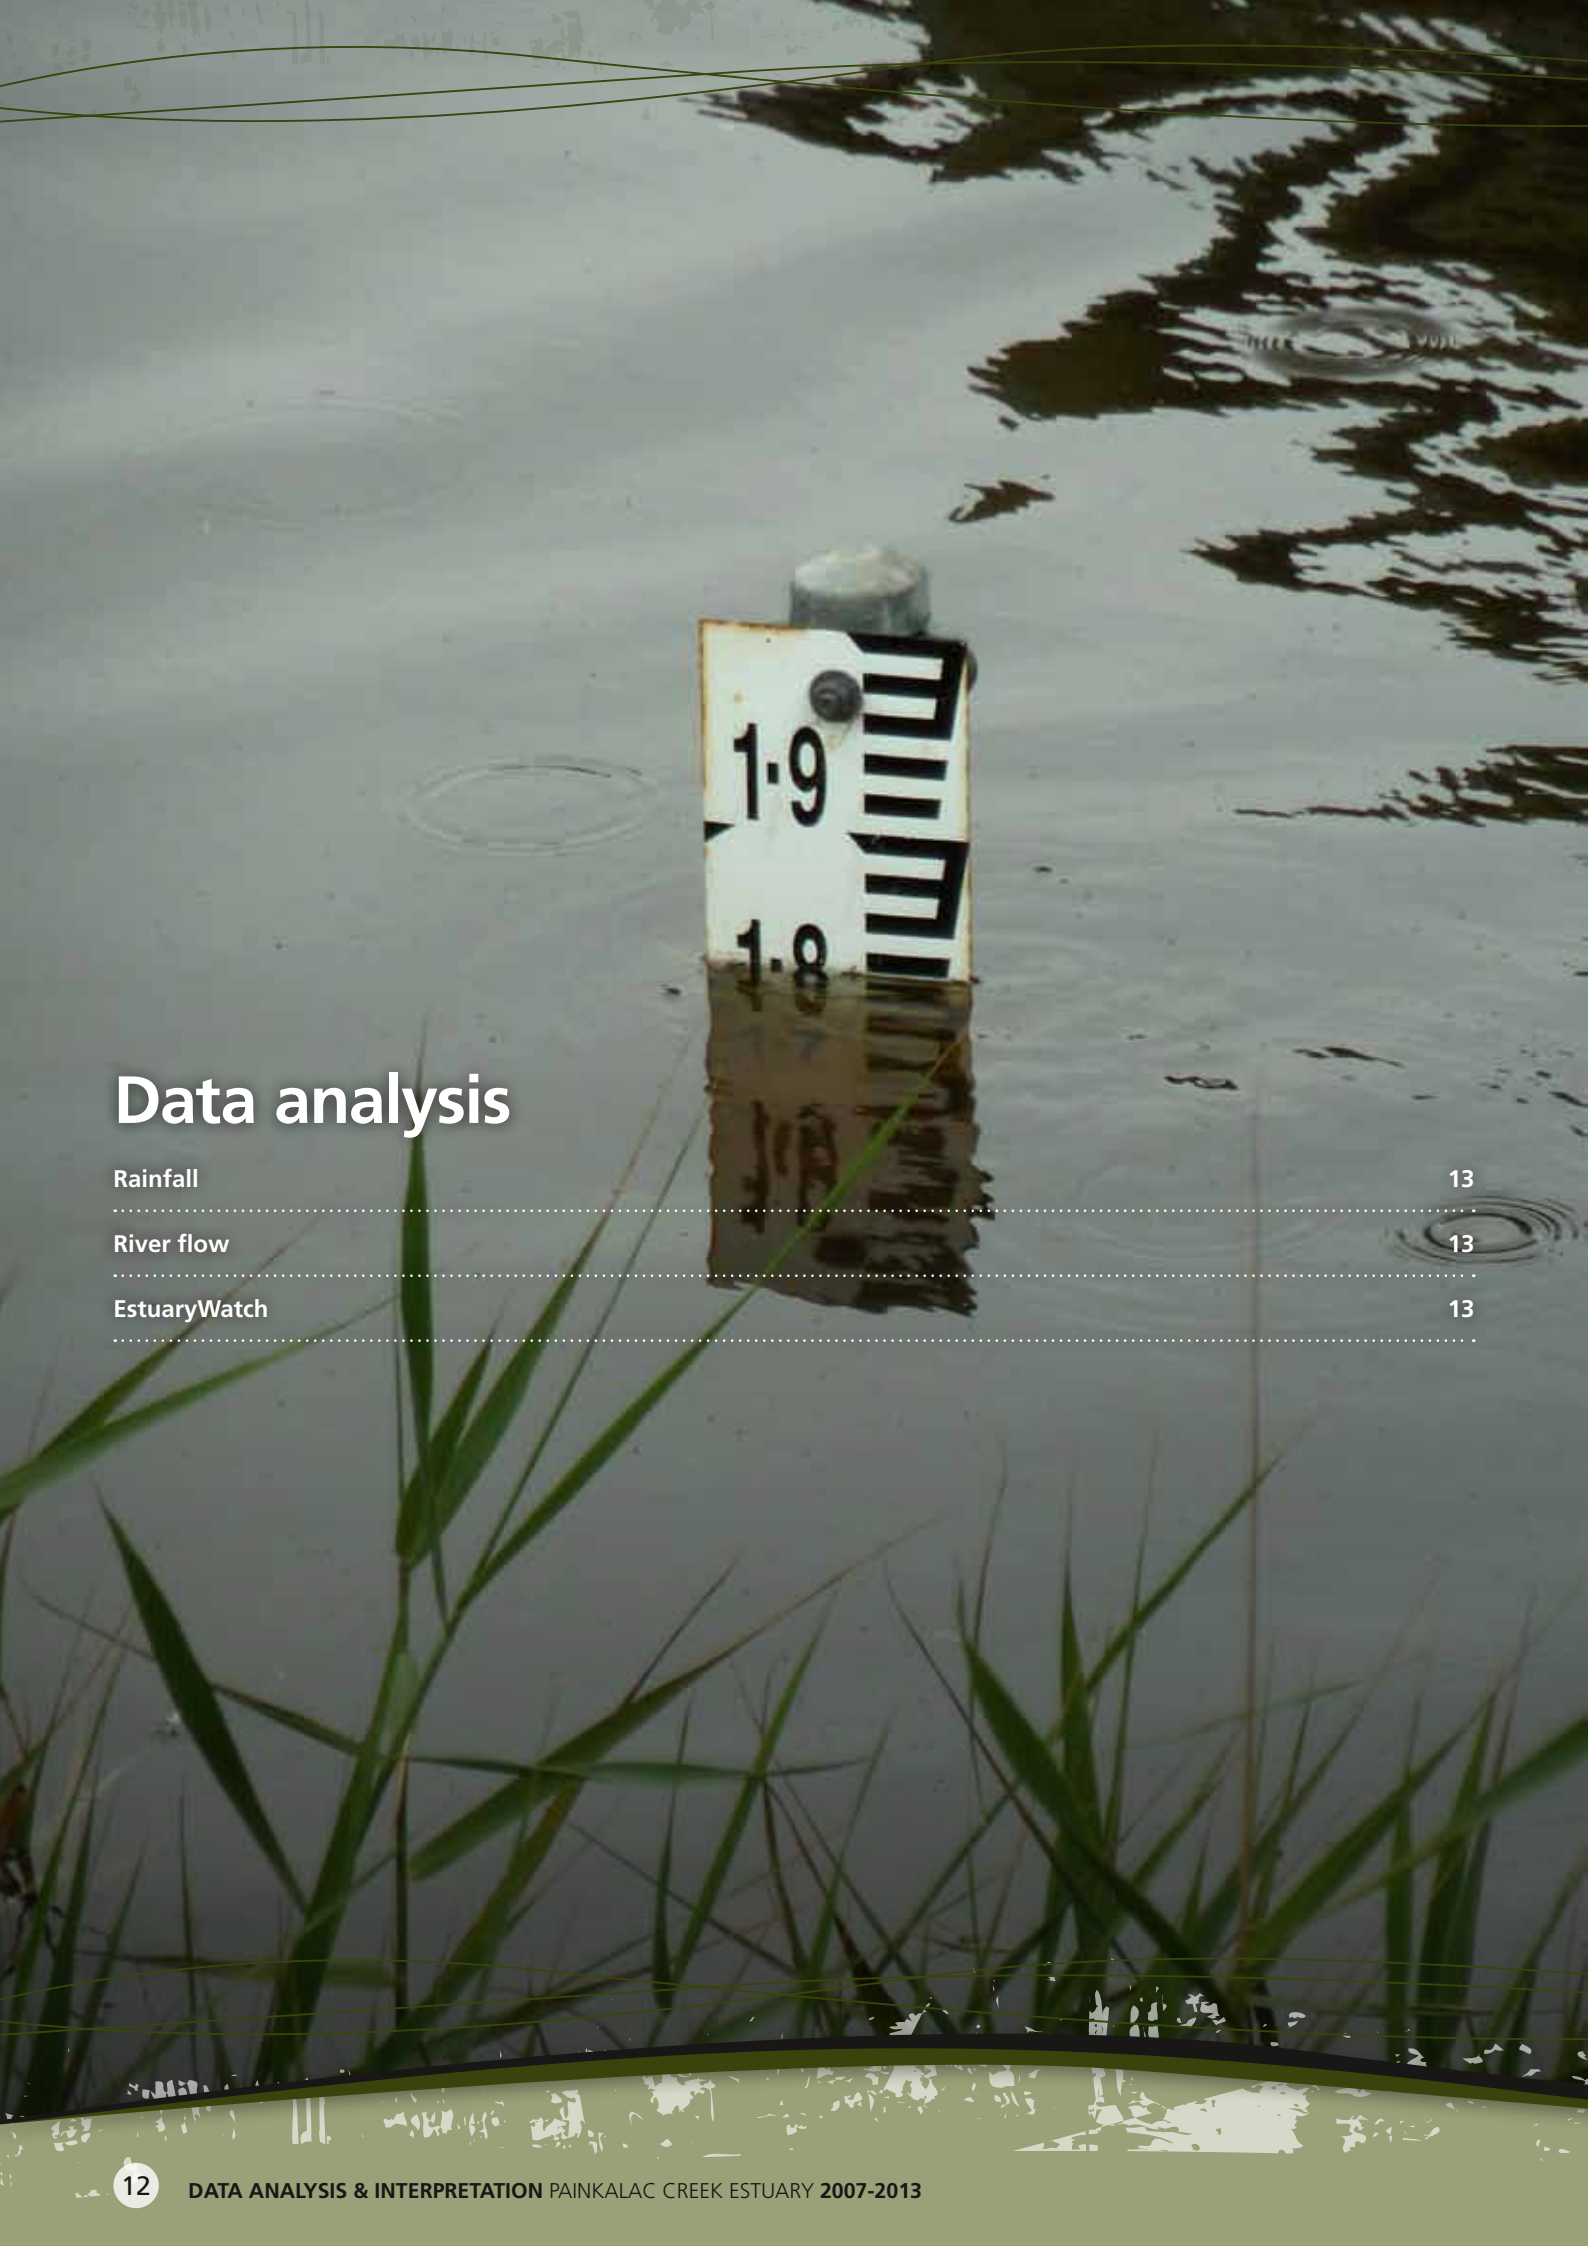 1·9
1·8
Data analysis
Rainfall 13
River flow 13
EstuaryWatch 13
12 DATA ANALYSIS & INTERPRETATION PAINKALAC CREEK ESTUARY 2007-2013